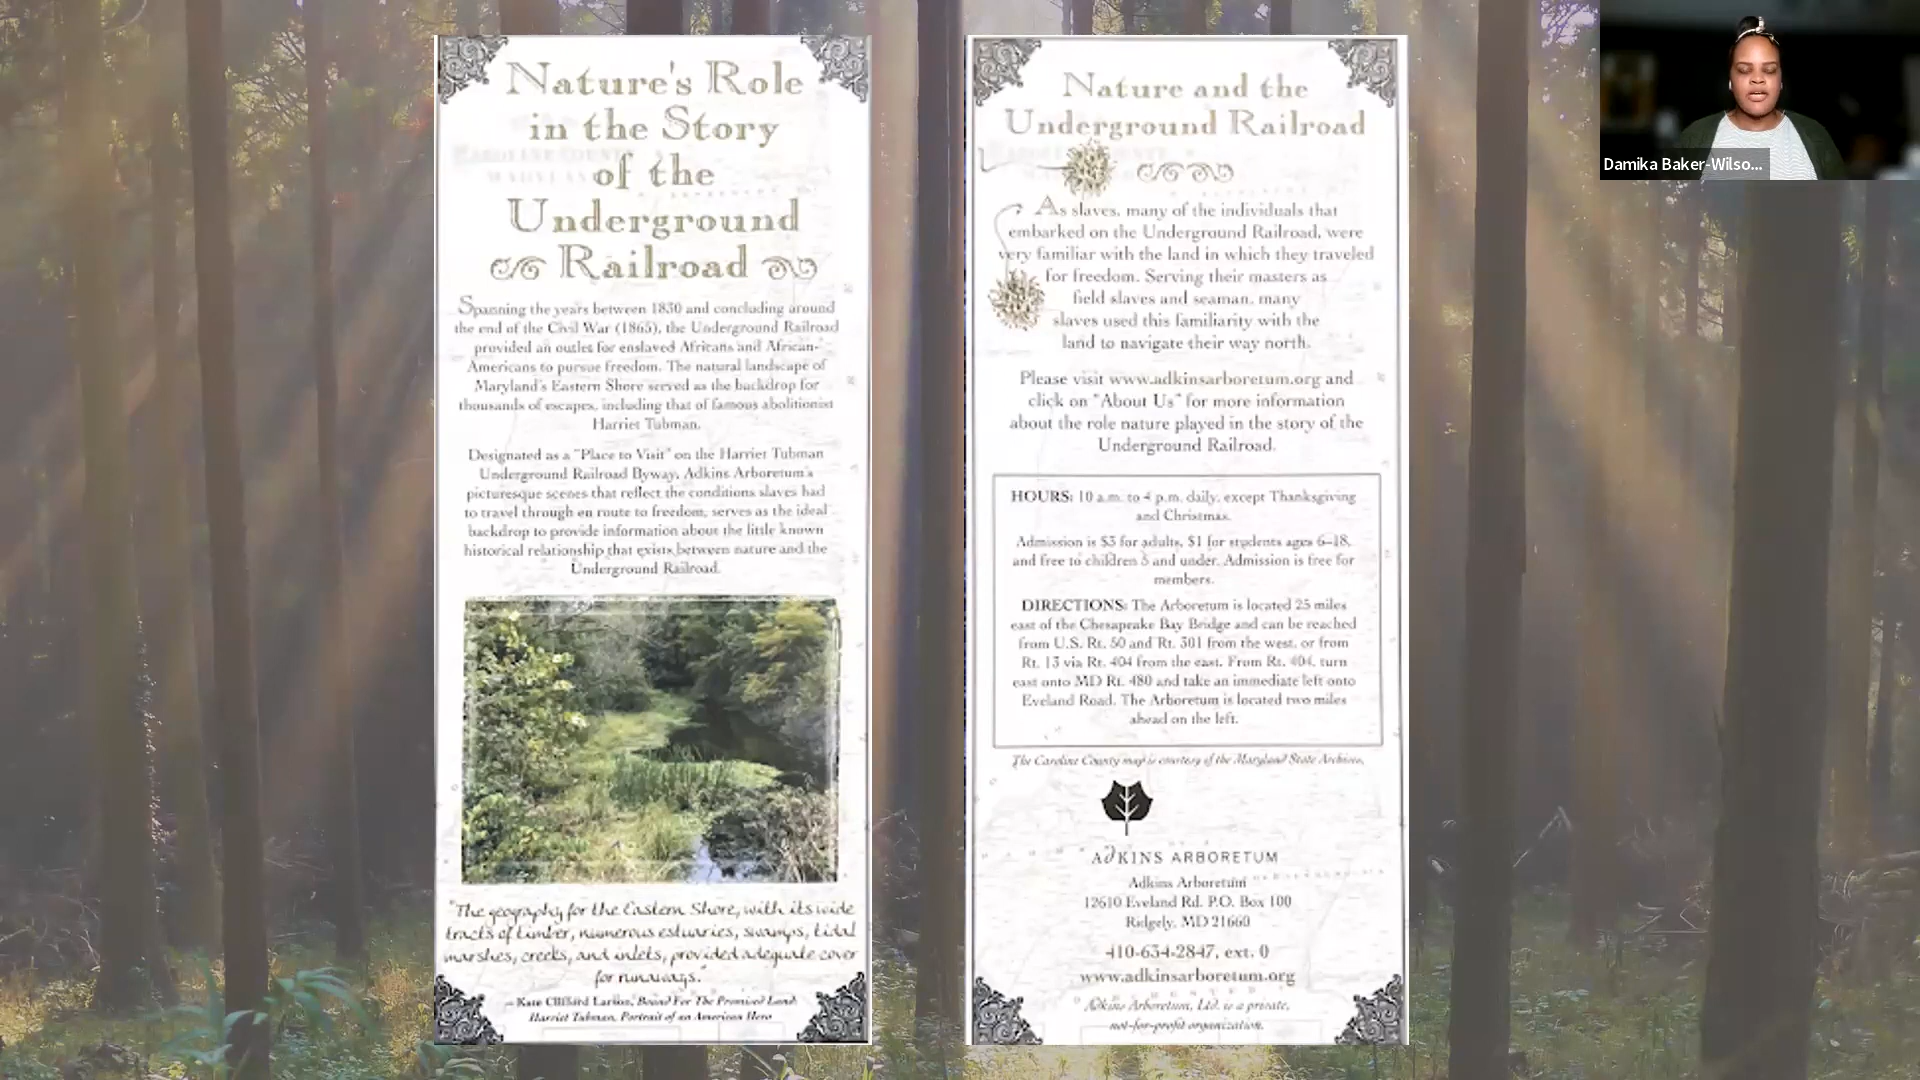 Nature's Role
in the Story
of the
Underground
Railroad
Spanning the years between 1830 and concluding around
the end of the Civil War (1865), the Underground Railroad
provided an outlet for enslaved Africans and African-
Americans to pursue freedom. The natural landscape of
Maryland's Eastern Shore served as the backdrop for
thousands of escapes, including that of famous abolitionist
Harriet Tubman.
Designated as a "Place to Visit" on the Harriet Tubman
Underground Railroad Byway, Adkins Arboretum's
picturesque scenes that reflect the conditions slaves had
to travel through en route to freedom, serves as the ideal
backdrop to provide information about the little known
historical relationship that exists between nature and the
Underground Railroad.
"The geography for the Eastern Shore, with its wide
tracts of timber, numerous estuaries, swamps, tidal
marshes, creeks, and inlets, provided adequate cover
for runaways."
– Kate Clifford Larson, Bound For The Promised Land:
Harriet Tubman, Portrait of an American Hero
Nature and the
Underground Railroad
As slaves, many of the individuals that
embarked on the Underground Railroad, were
very familiar with the land in which they traveled
for freedom. Serving their masters as
field slaves and seaman, many
slaves used this familiarity with the
land to navigate their way north.
Please visit www.adkinsarboretum.org and
click on "About Us" for more information
about the role nature played in the story of the
Underground Railroad.
HOURS: 10 a.m. to 4 p.m. daily, except Thanksgiving
and Christmas.
Admission is $3 for adults, $1 for students ages 6–18,
and free to children 5 and under. Admission is free for
members.
DIRECTIONS: The Arboretum is located 25 miles
east of the Chesapeake Bay Bridge and can be reached
from U.S. Rt. 50 and Rt. 301 from the west, or from
Rt. 13 via Rt. 404 from the east. From Rt. 404, turn
east onto MD Rt. 480 and take an immediate left onto
Eveland Road. The Arboretum is located two miles
ahead on the left.
The Caroline County map is courtesy of the Maryland State Archives.
ADKINS ARBORETUM
Adkins Arboretum
12610 Eveland Rd. P.O. Box 100
Ridgely, MD 21660
410-634-2847, ext. 0
www.adkinsarboretum.org
Adkins Arboretum, Ltd. is a private,
not-for-profit organization.
Damika Baker-Wilso...